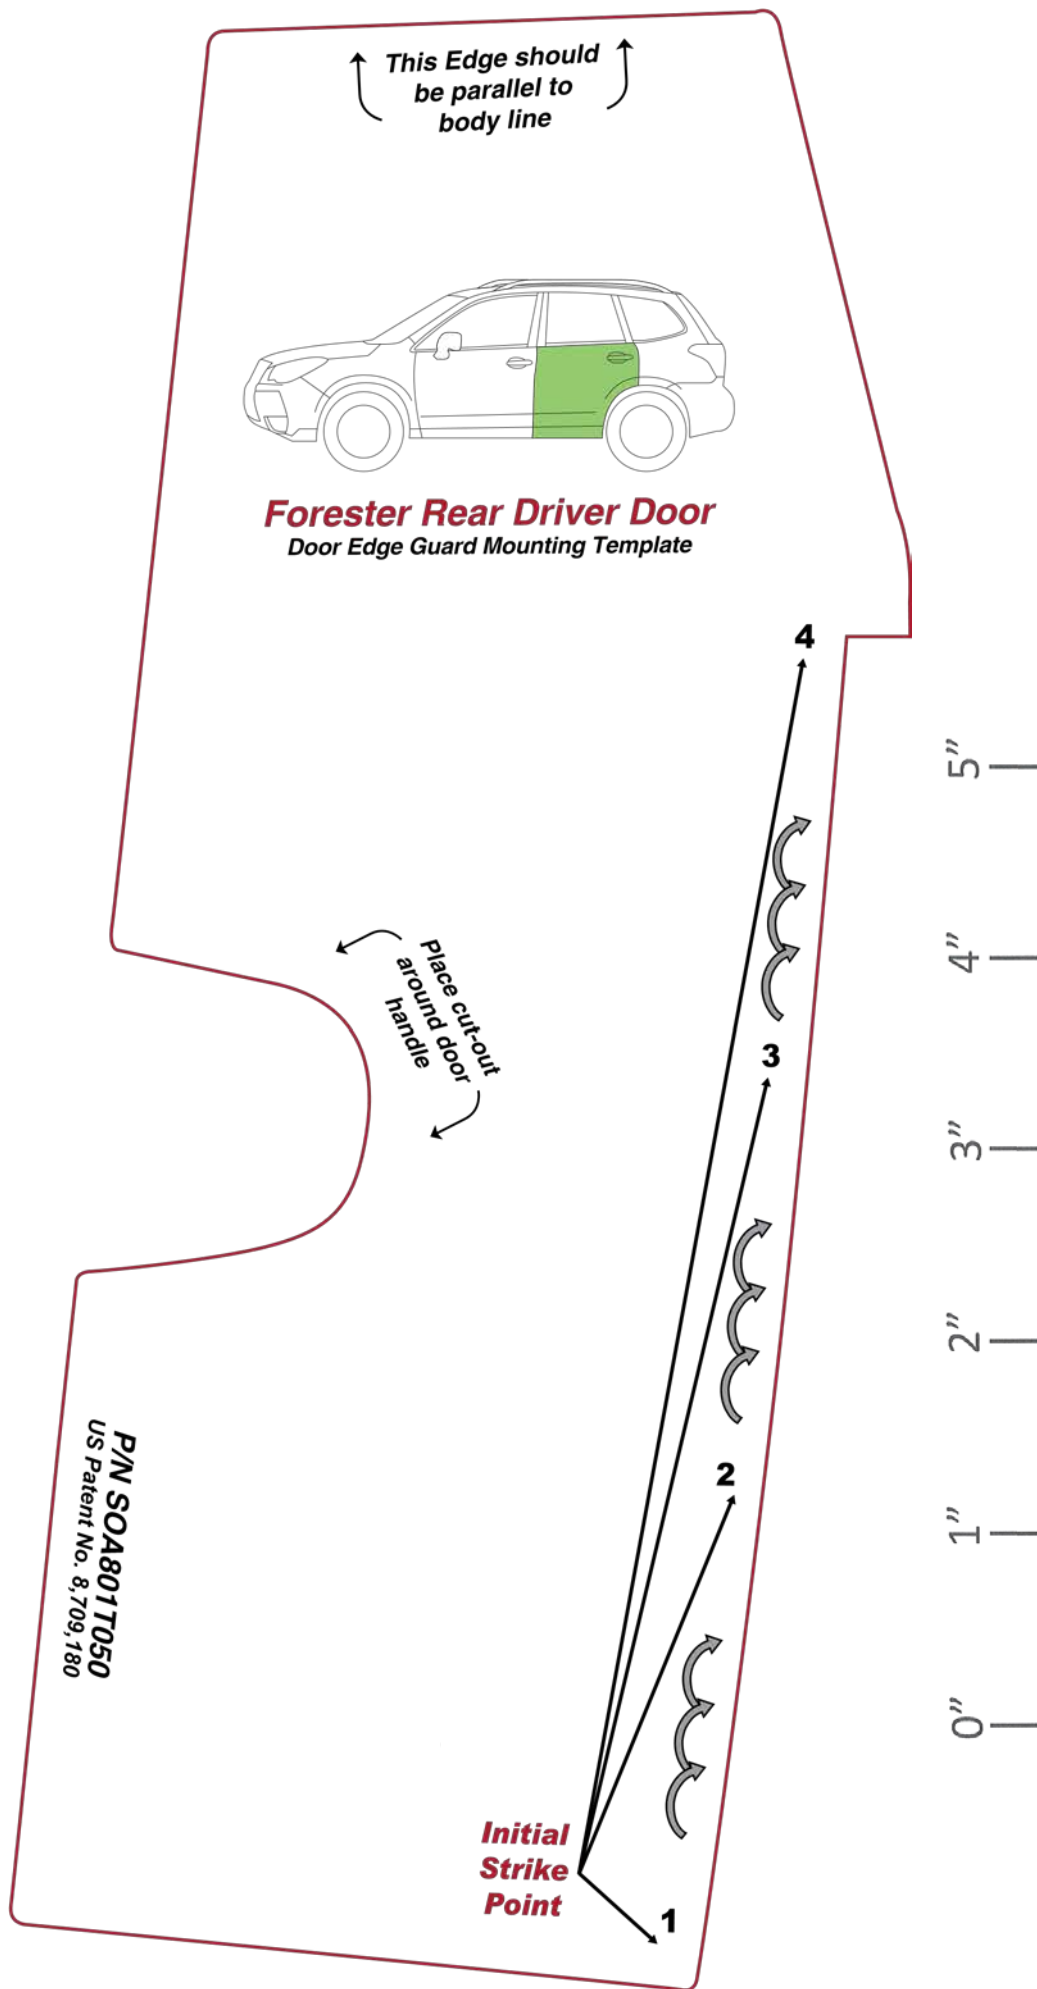 This Edge should
be parallel to
body line
Forester Rear Driver Door
Door Edge Guard Mounting Template
4
5”
Place cut-out
around door
handle
4”
3
3”
2”
P/N SOA801T050
US Patent No. 8,709,180
2
1”
0”
Initial
Strike
Point
1